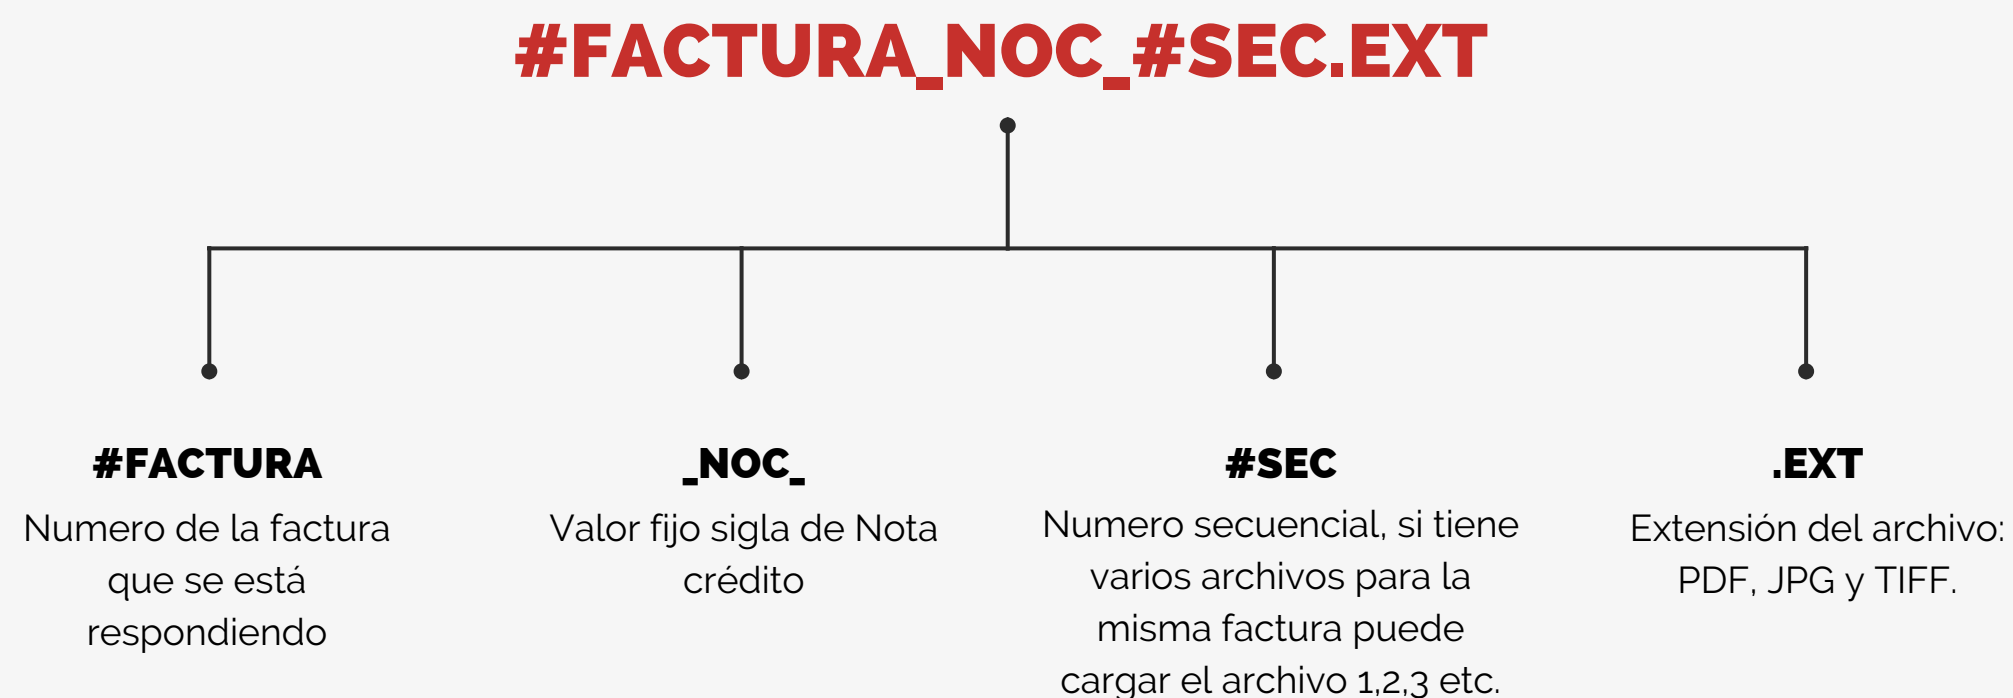 #FACTURA_NOC_#SEC.EXT
#FACTURA
Numero de la factura
que se está
respondiendo
_NOC_
Valor fijo sigla de Nota
crédito
#SEC
Numero secuencial, si tiene
varios archivos para la
misma factura puede
cargar el archivo 1,2,3 etc.
.EXT
Extensión del archivo:
PDF, JPG y TIFF.